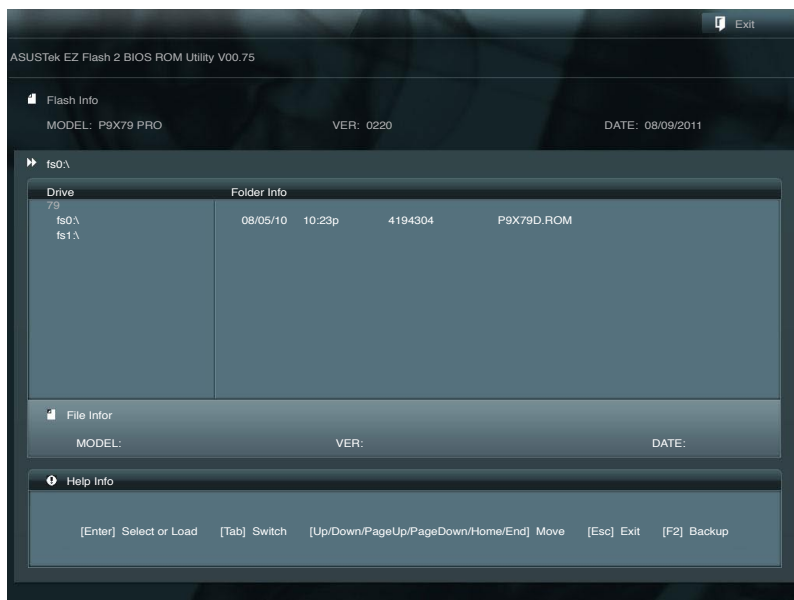 Exit
ASUSTek EZ Flash 2 BIOS ROM Utility V00.75
Flash Info
MODEL: P9X79 PRO VER: 0220 DATE: 08/09/2011
fs0:\
Drive Folder Info
79
fs0:\ 08/05/10 10:23p 4194304 P9X79D.ROM
fs1:\
File Infor
MODEL: VER: DATE:
Help Info
[Enter] Select or Load [Tab] Switch [Up/Down/PageUp/PageDown/Home/End] Move [Esc] Exit [F2] Backup